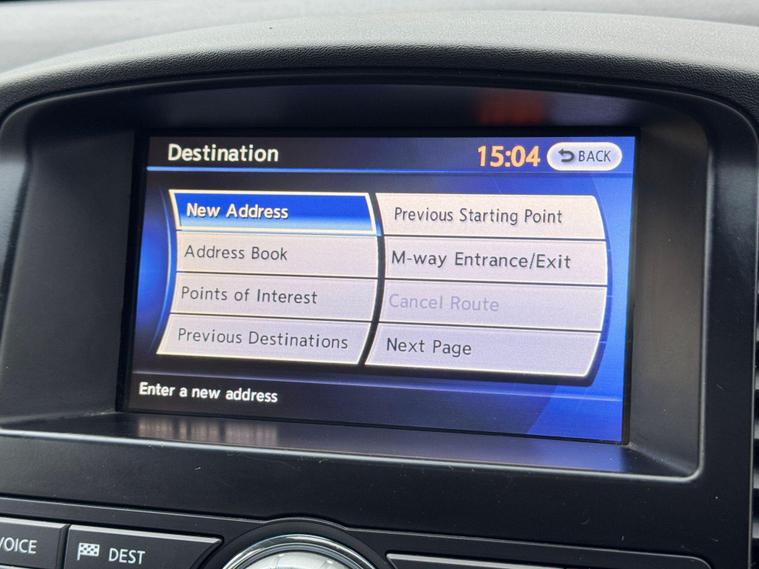 Destination
15:04
BACK
New Address
Address Book
Points of Interest
Previous Destinations
Previous Starting Point
M-way Entrance/Exit
Cancel Route
Next Page
Enter a new address
VOICE
DEST